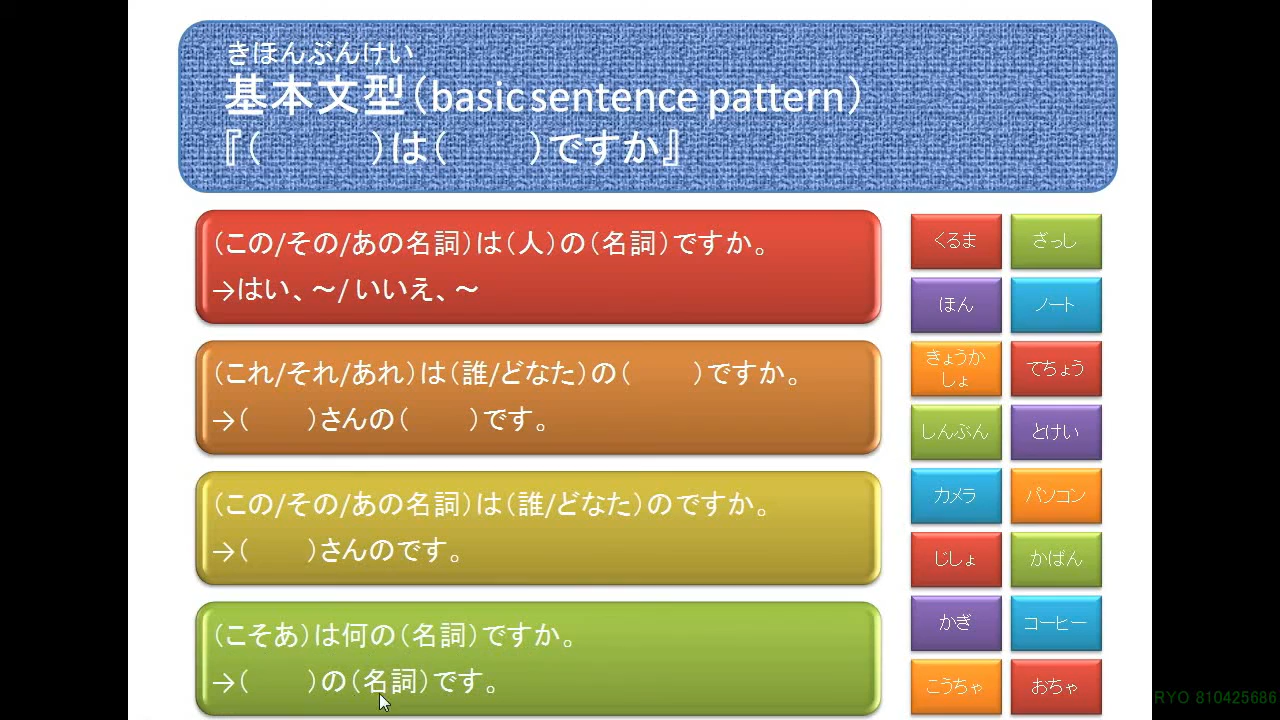 きほんぶんけい
基本文型（basic sentence pattern）
『（　　　）は（　　）ですか』
（この/その/あの名詞）は（人）の（名詞）ですか。
→はい、～/ いいえ、～
（これ/それ/あれ）は（誰/どなた）の（　　）ですか。
→（　　）さんの（　　）です。
（この/その/あの名詞）は（誰/どなた）のですか。
→（　　）さんのです。
（こそあ）は何の（名詞）ですか。
→（　　）の（名詞）です。
くるま
ざっし
ほん
ノート
きょうか
しょ
てちょう
しんぶん
とけい
カメラ
パソコン
じしょ
かばん
かぎ
コーヒー
こうちゃ
おちゃ
RYO 810425686